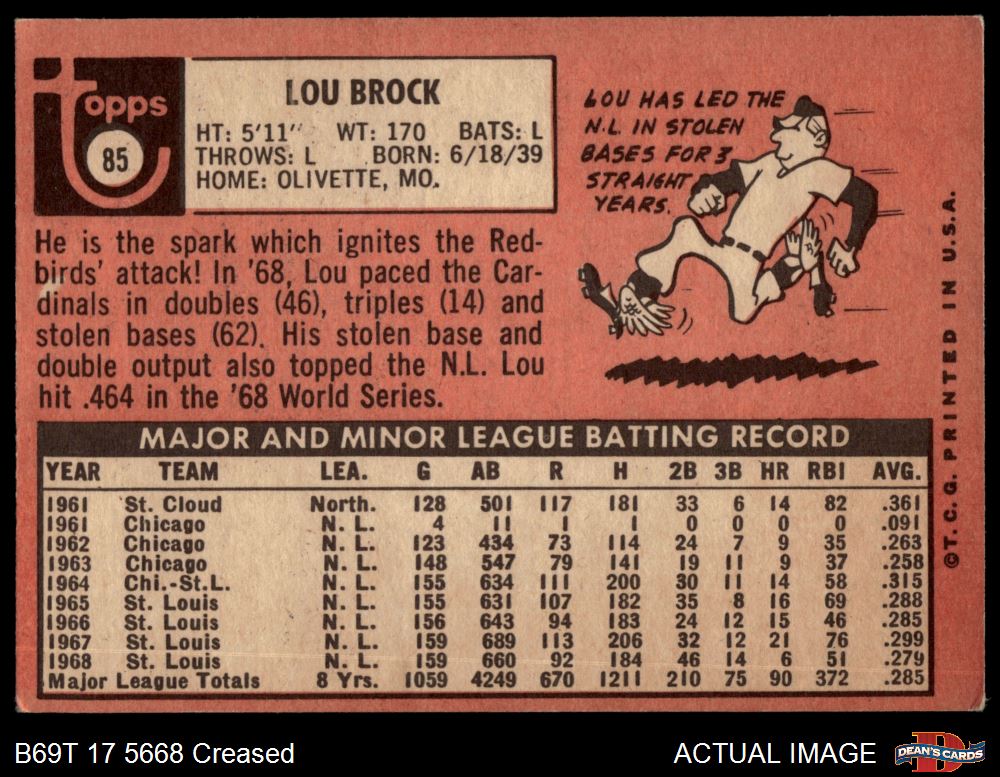 Topps
85
LOU BROCK
HT: 5'11" WT: 170 BATS: L
THROWS: L BORN: 6/18/39
HOME: OLIVETTE, MO.
LOU HAS LED THE
N.L. IN STOLEN
BASES FOR 3
STRAIGHT
YEARS.
He is the spark which ignites the Red-
birds' attack! In '68, Lou paced the Car-
dinals in doubles (46), triples (14) and
stolen bases (62). His stolen base and
double output also topped the N.L. Lou
hit .464 in the '68 World Series.
MAJOR AND MINOR LEAGUE BATTING RECORD
YEAR TEAM LEA. G AB R H 2B 3B HR RBI AVG.
1961 St. Cloud North. 128 501 117 181 33 6 14 82 .361
1961 Chicago N. L. 4 11 1 1 0 0 0 0 .091
1962 Chicago N. L. 123 434 73 114 24 7 9 35 .263
1963 Chicago N. L. 148 547 79 141 19 11 9 37 .258
1964 Chi.-St.L. N. L. 155 634 111 200 30 11 14 58 .315
1965 St. Louis N. L. 155 631 107 182 35 8 16 69 .288
1966 St. Louis N. L. 156 643 94 183 24 12 15 46 .285
1967 St. Louis N. L. 159 689 113 206 32 12 21 76 .299
1968 St. Louis N. L. 159 660 92 184 46 14 6 51 .279
Major League Totals 8 Yrs. 1059 4249 670 1211 210 75 90 372 .285
©T. C. G. PRINTED IN U.S.A.
B69T 17 5668 Creased
ACTUAL IMAGE
DEAN'S CARDS